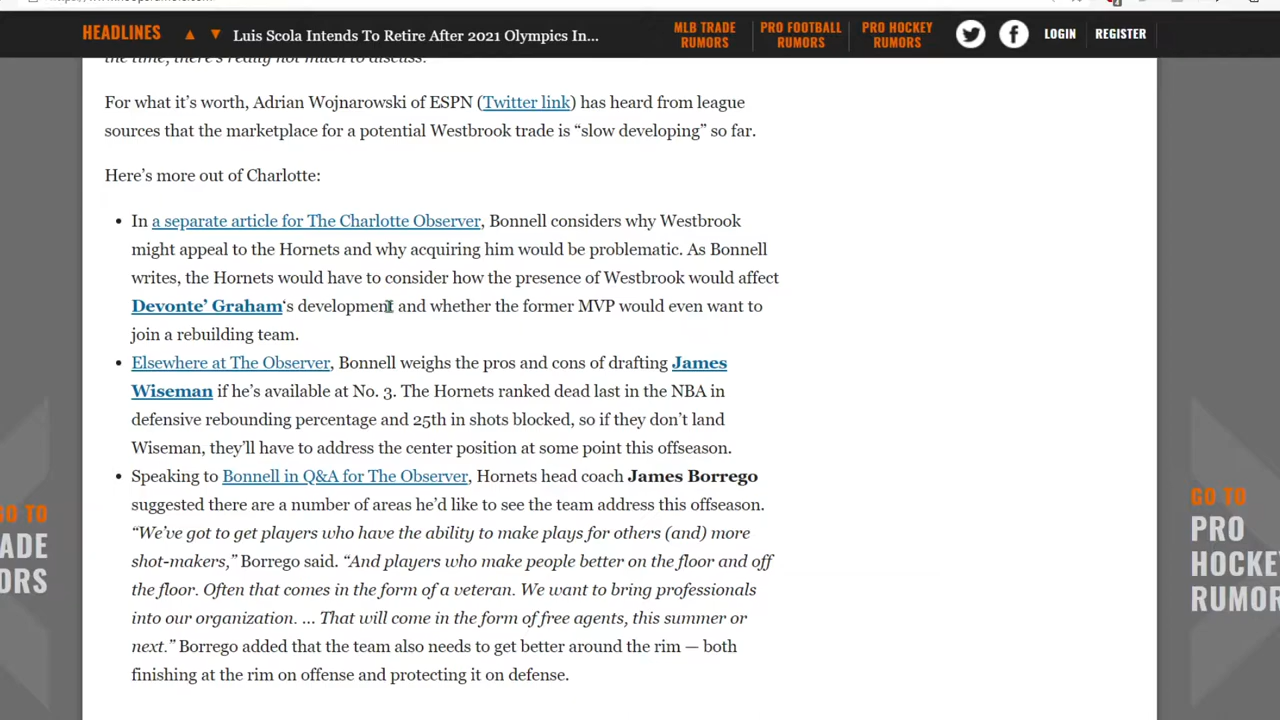 HEADLINES ▲ ▼ Luis Scola Intends To Retire After 2021 Olympics In...
MLB TRADE
RUMORS
PRO FOOTBALL
RUMORS
PRO HOCKEY
RUMORS
LOGIN
REGISTER
the time, there's really not much to discuss."
For what it's worth, Adrian Wojnarowski of ESPN (Twitter link) has heard from league
sources that the marketplace for a potential Westbrook trade is “slow developing” so far.
Here's more out of Charlotte:
• In a separate article for The Charlotte Observer, Bonnell considers why Westbrook
might appeal to the Hornets and why acquiring him would be problematic. As Bonnell
writes, the Hornets would have to consider how the presence of Westbrook would affect
Devonte’ Graham‘s development and whether the former MVP would even want to
join a rebuilding team.
• Elsewhere at The Observer, Bonnell weighs the pros and cons of drafting James
Wiseman if he’s available at No. 3. The Hornets ranked dead last in the NBA in
defensive rebounding percentage and 25th in shots blocked, so if they don’t land
Wiseman, they’ll have to address the center position at some point this offseason.
• Speaking to Bonnell in Q&A for The Observer, Hornets head coach James Borrego
suggested there are a number of areas he’d like to see the team address this offseason.
“We’ve got to get players who have the ability to make plays for others (and) more
shot-makers,” Borrego said. “And players who make people better on the floor and off
the floor. Often that comes in the form of a veteran. We want to bring professionals
into our organization. … That will come in the form of free agents, this summer or
next.” Borrego added that the team also needs to get better around the rim — both
finishing at the rim on offense and protecting it on defense.
GO TO
ADE
ORS
GO TO
PRO
HOCKE
RUMOR